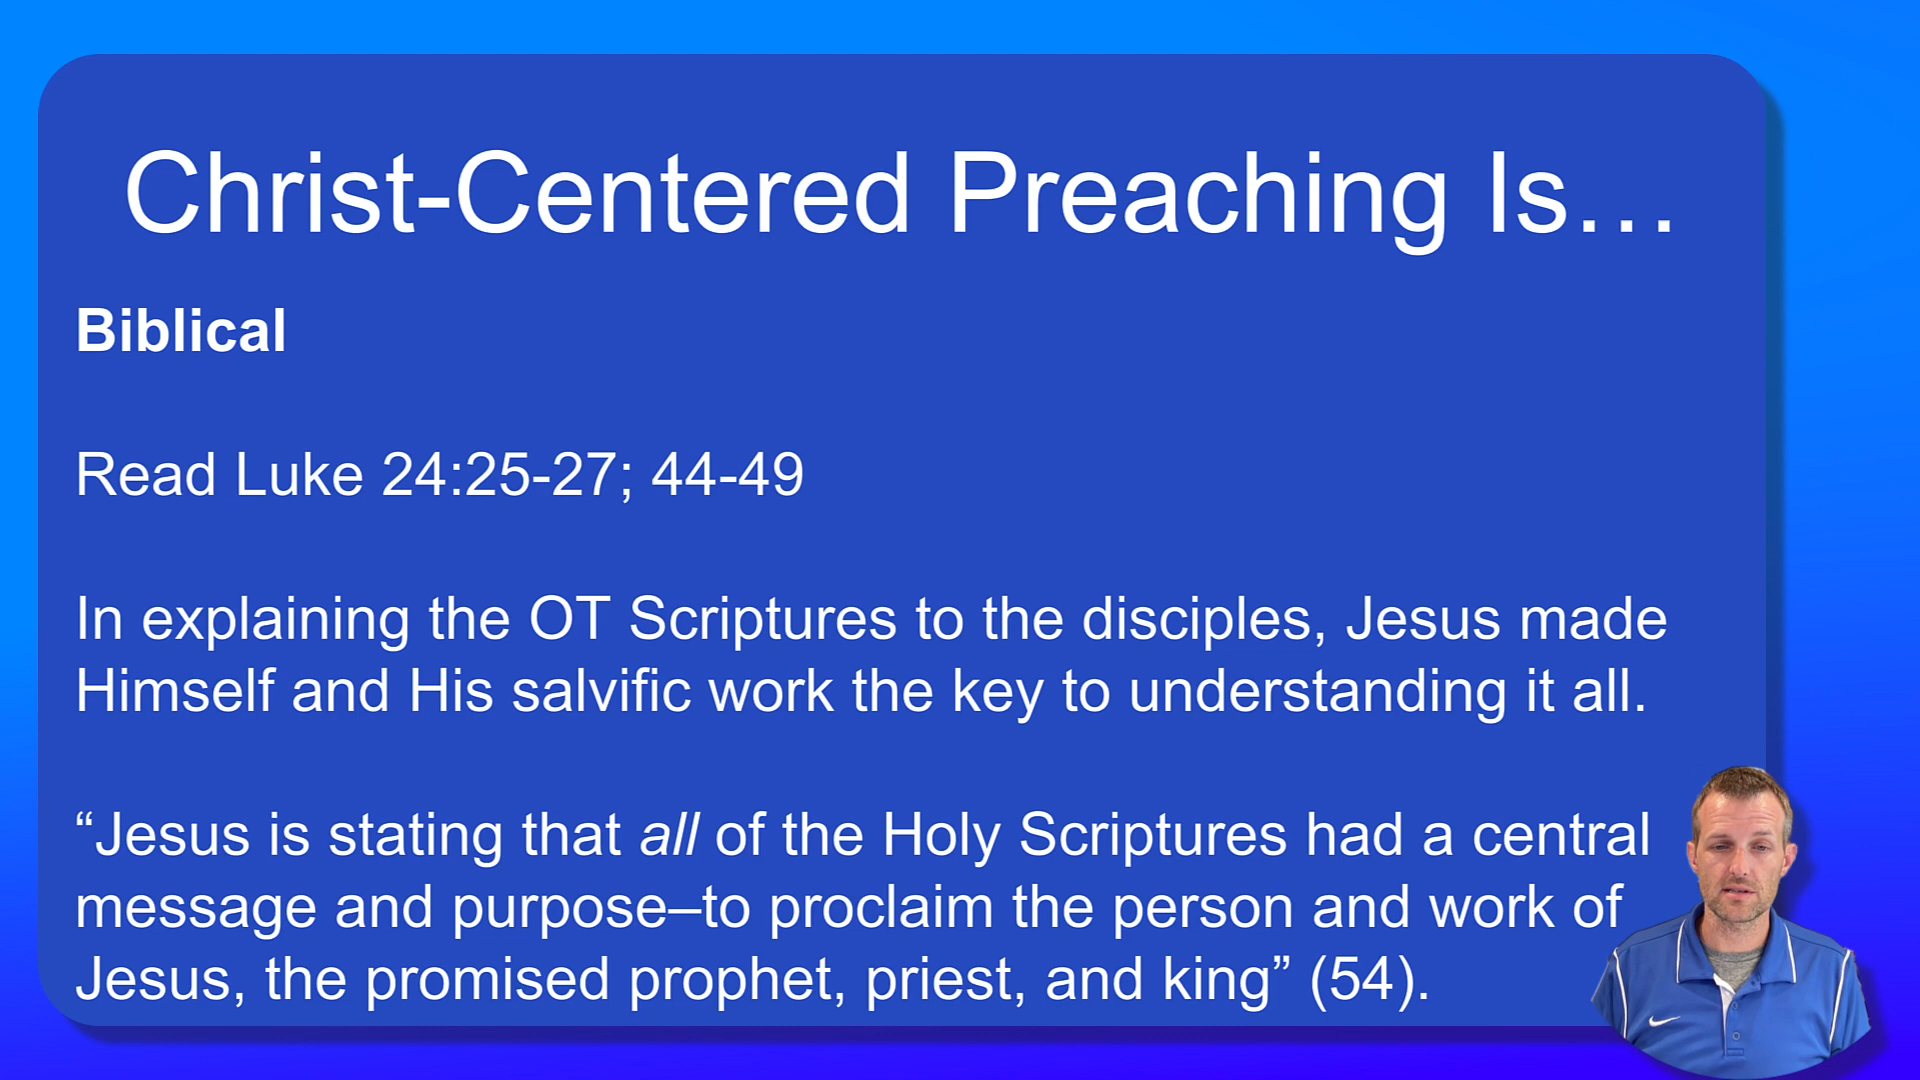 Christ-Centered Preaching Is…
Biblical
Read Luke 24:25-27; 44-49
In explaining the OT Scriptures to the disciples, Jesus made
Himself and His salvific work the key to understanding it all.
“Jesus is stating that all of the Holy Scriptures had a central
message and purpose–to proclaim the person and work of
Jesus, the promised prophet, priest, and king” (54).